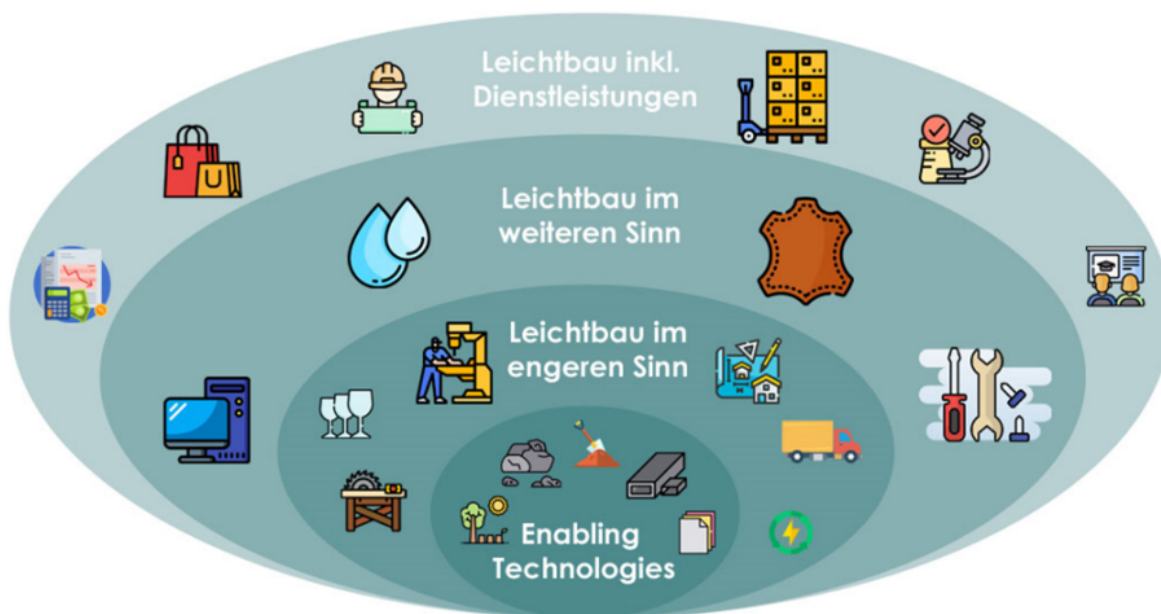 Leichtbau inkl.
Dienstleistungen
Leichtbau im
weiteren Sinn
Leichtbau im
engeren Sinn
Enabling
Technologies